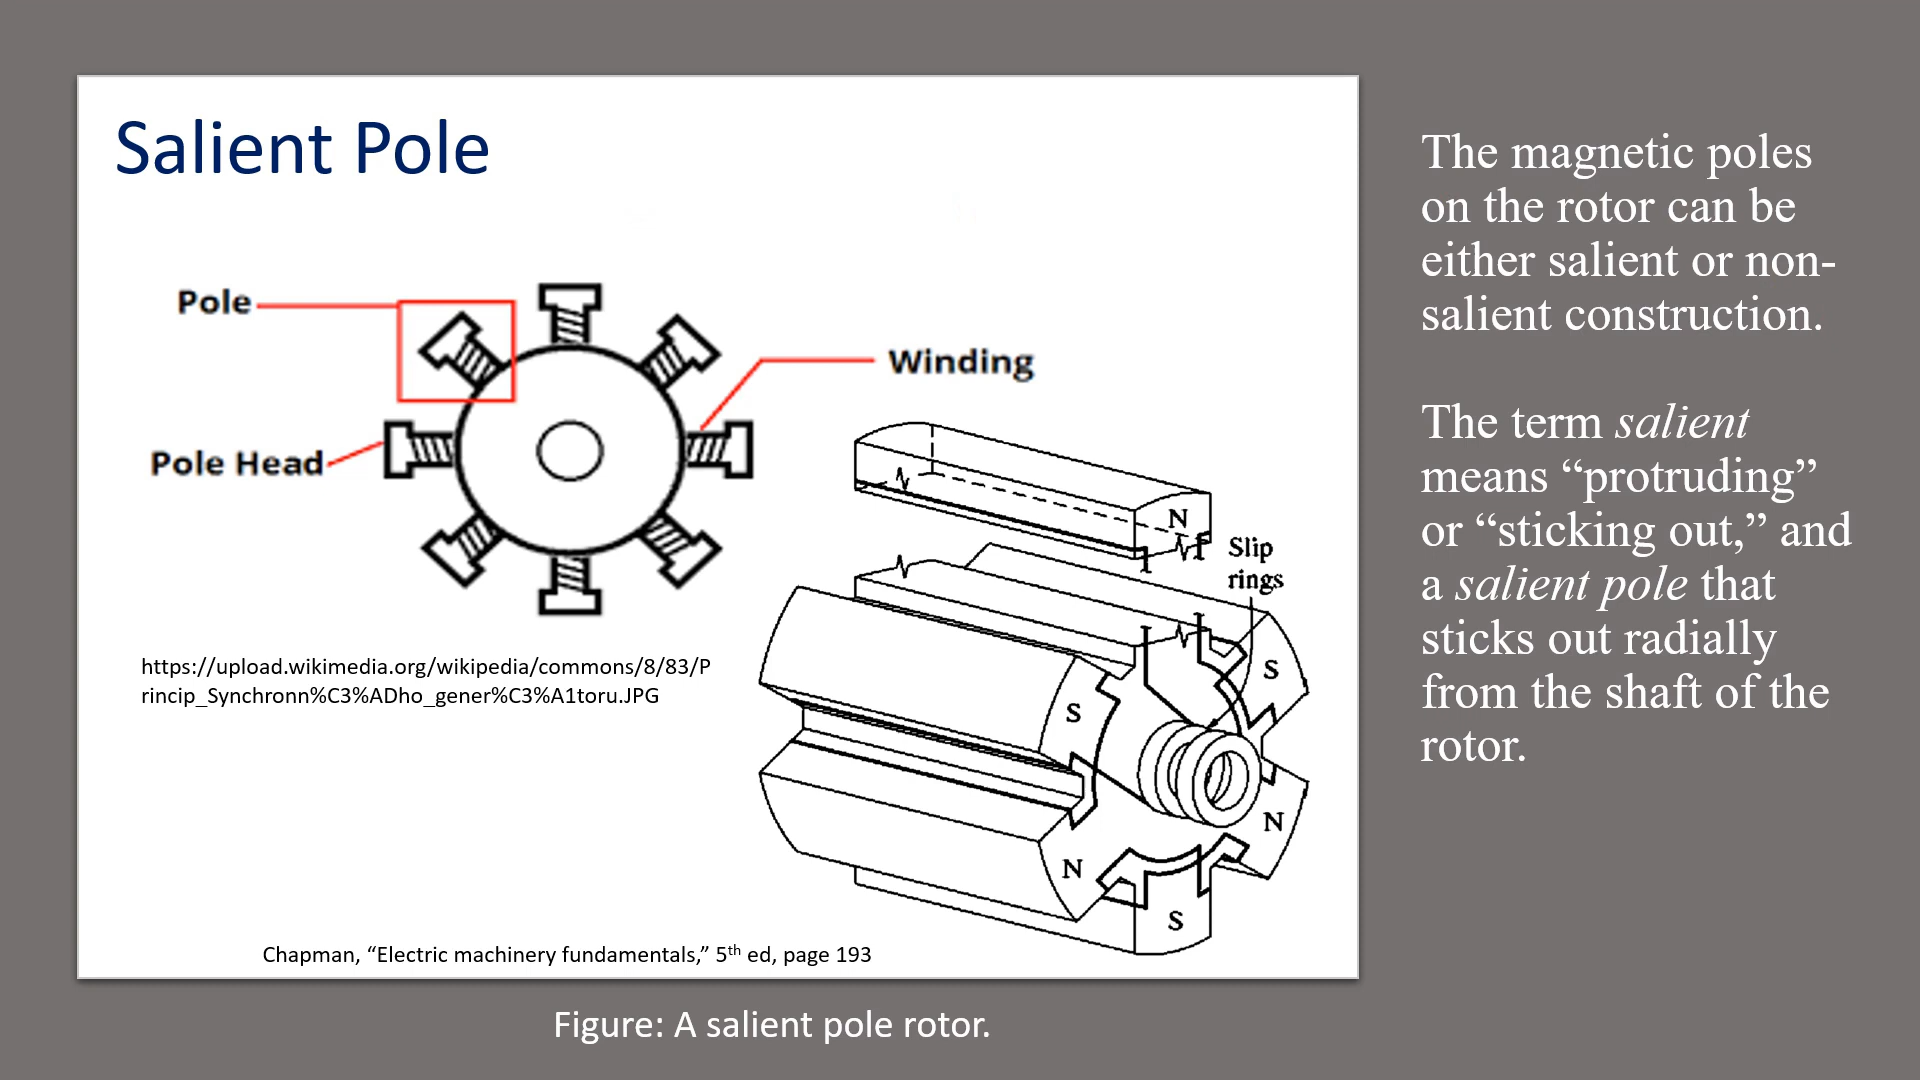 Salient Pole
Pole
Winding
Pole Head
N
Slip
rings
S
S
N
N
S
https://upload.wikimedia.org/wikipedia/commons/8/83/P
rincip_Synchronn%C3%ADho_gener%C3%A1toru.JPG
Chapman, “Electric machinery fundamentals,” 5th ed, page 193
Figure: A salient pole rotor.
The magnetic poles
on the rotor can be
either salient or non-
salient construction.
The term salient
means “protruding”
or “sticking out,” and
a salient pole that
sticks out radially
from the shaft of the
rotor.